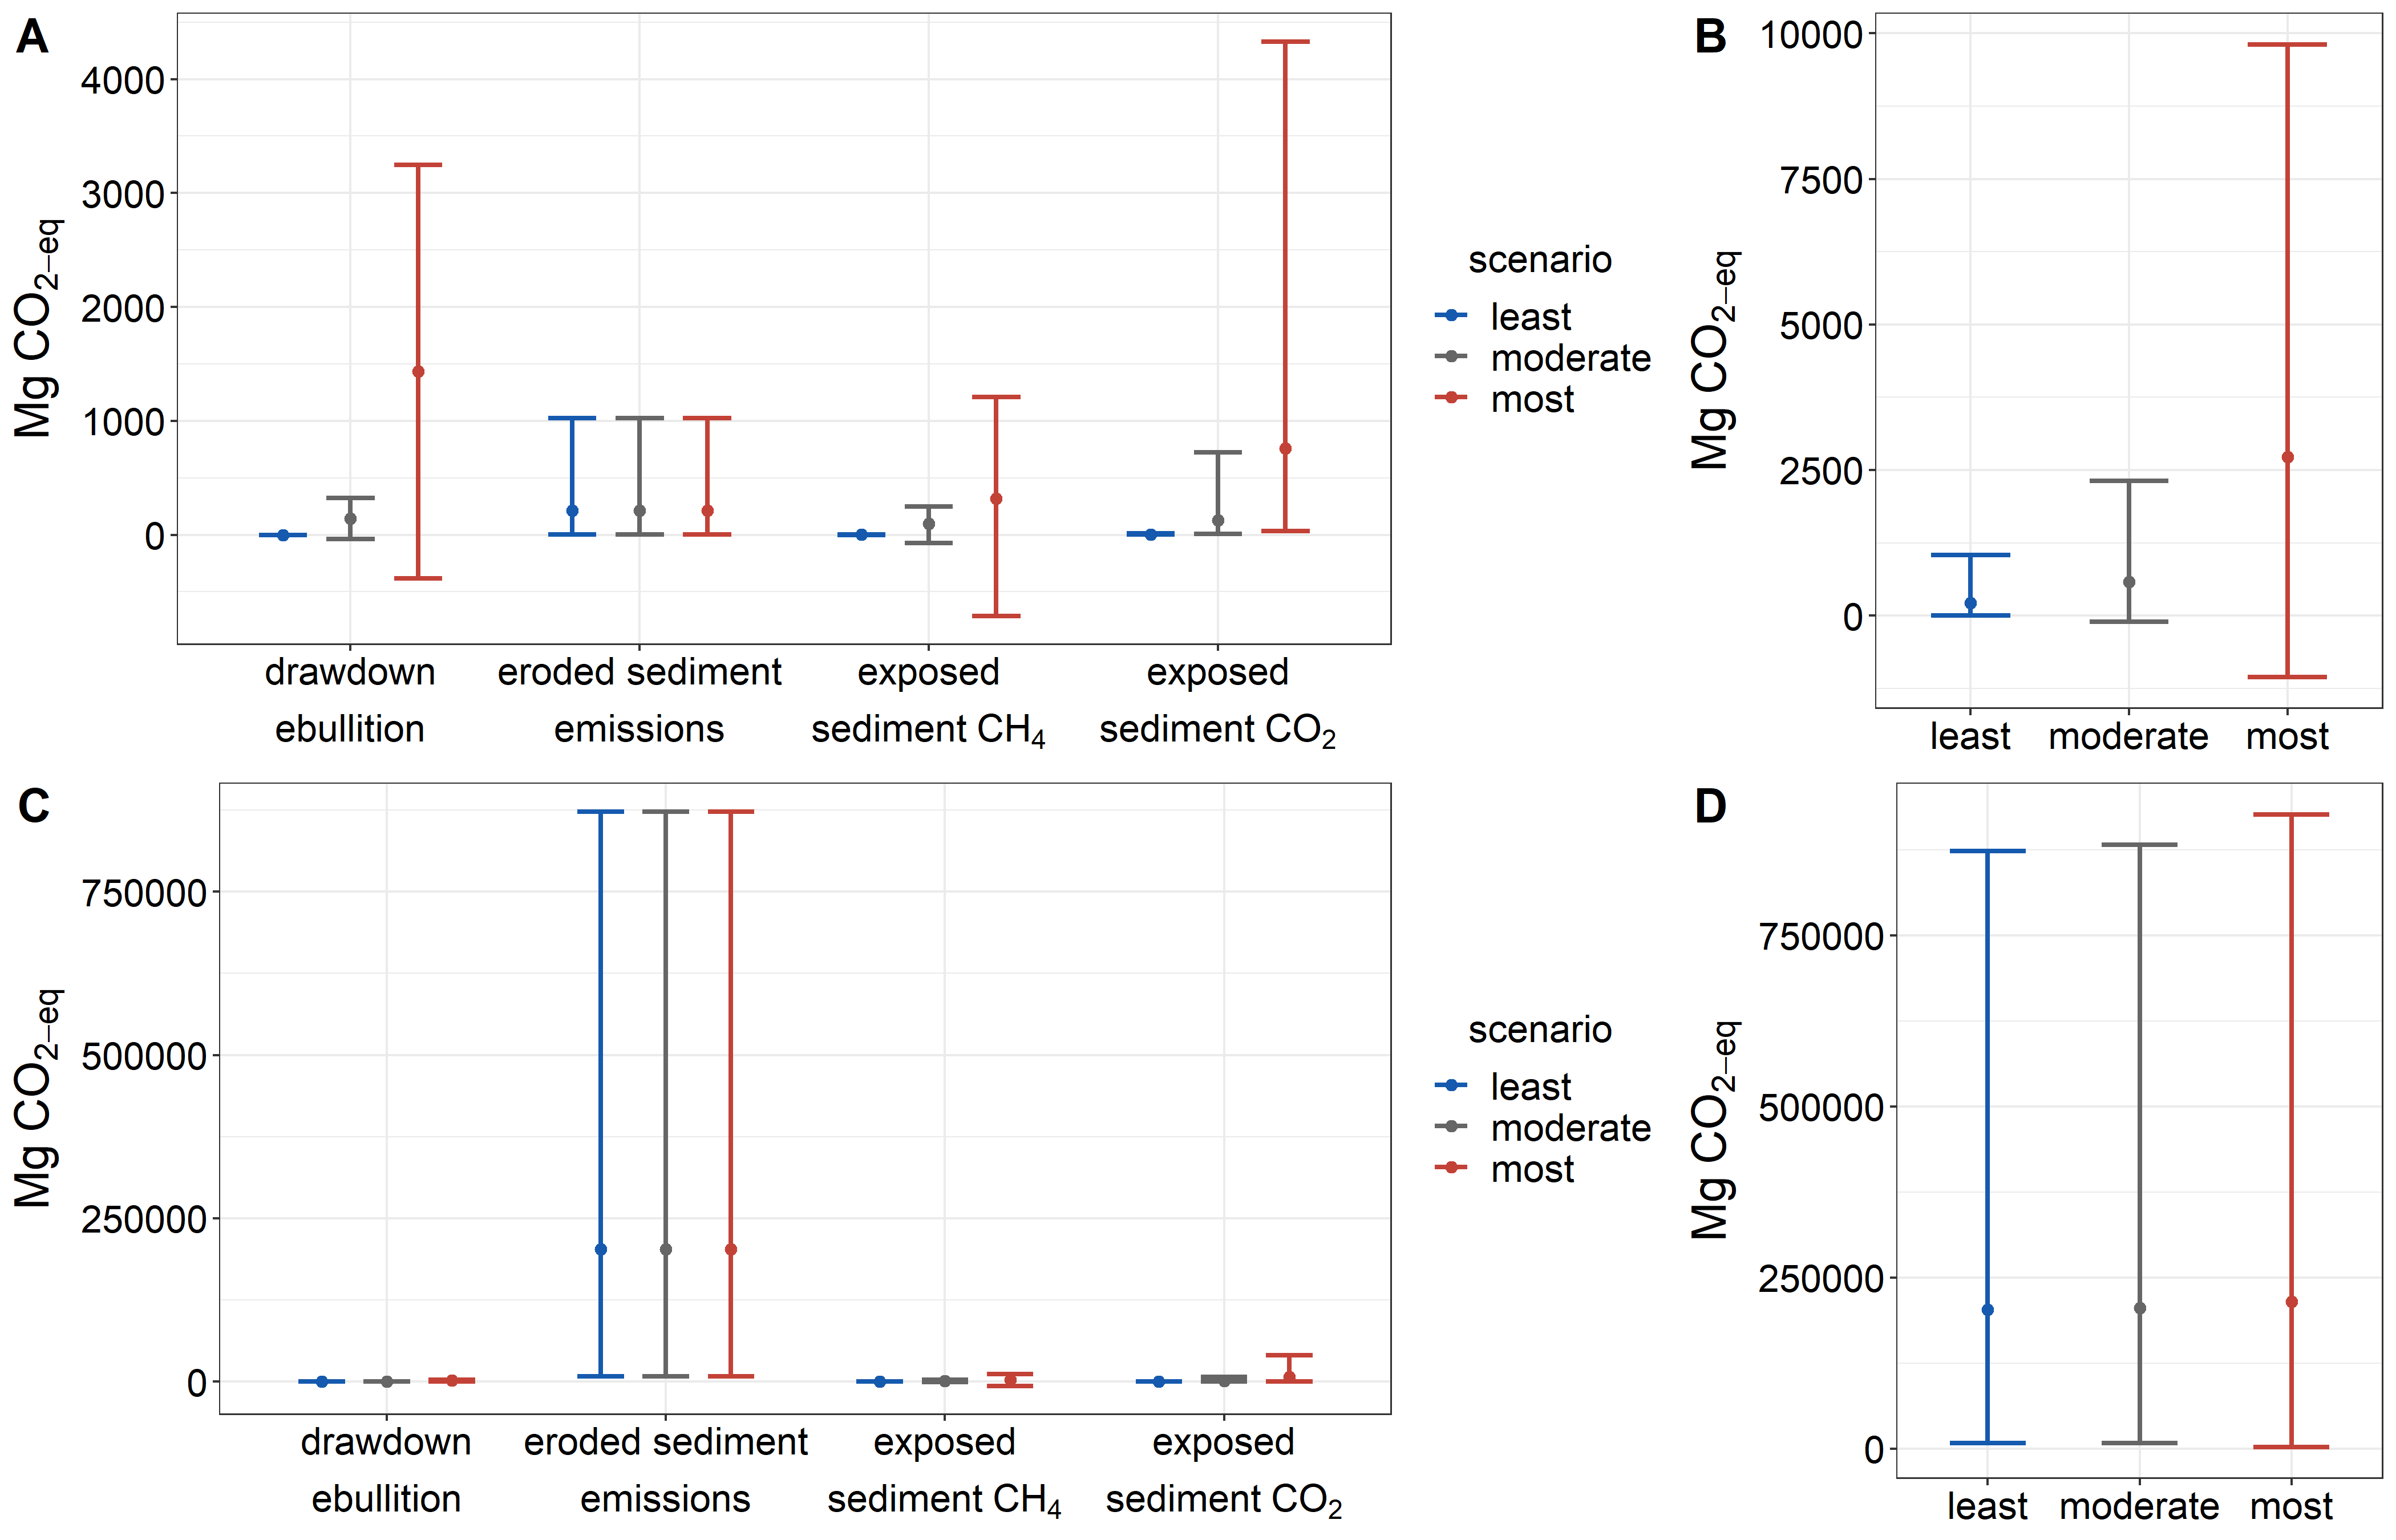 A
4000
3000
2000
1000
0
Mg CO₂₋eq
drawdown
ebullition
eroded sediment
emissions
exposed
sediment CH₄
exposed
sediment CO₂
scenario
least
moderate
most
B
10000
7500
5000
2500
0
Mg CO₂₋eq
least
moderate
most
C
750000
500000
250000
0
Mg CO₂₋eq
drawdown
ebullition
eroded sediment
emissions
exposed
sediment CH₄
exposed
sediment CO₂
scenario
least
moderate
most
D
750000
500000
250000
0
Mg CO₂₋eq
least
moderate
most